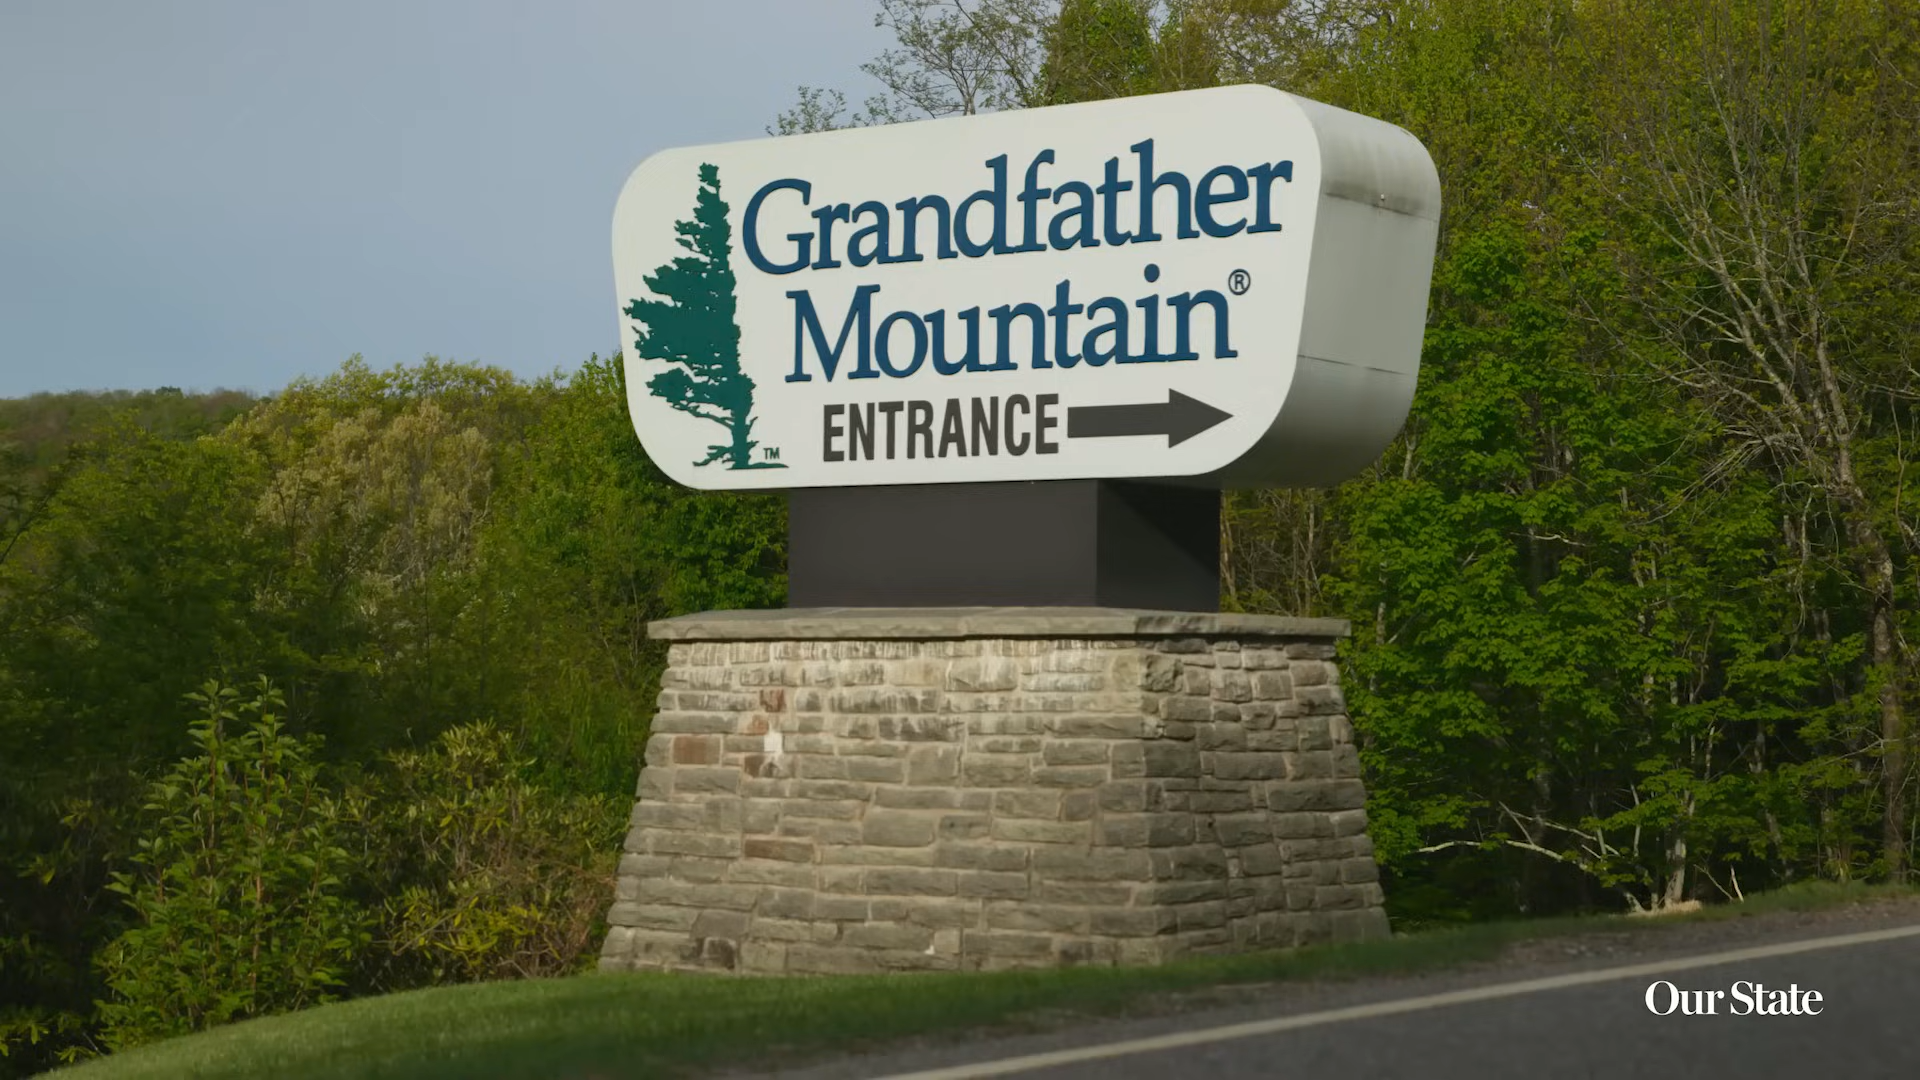 Grandfather
Mountain®
ENTRANCE
™
Our State